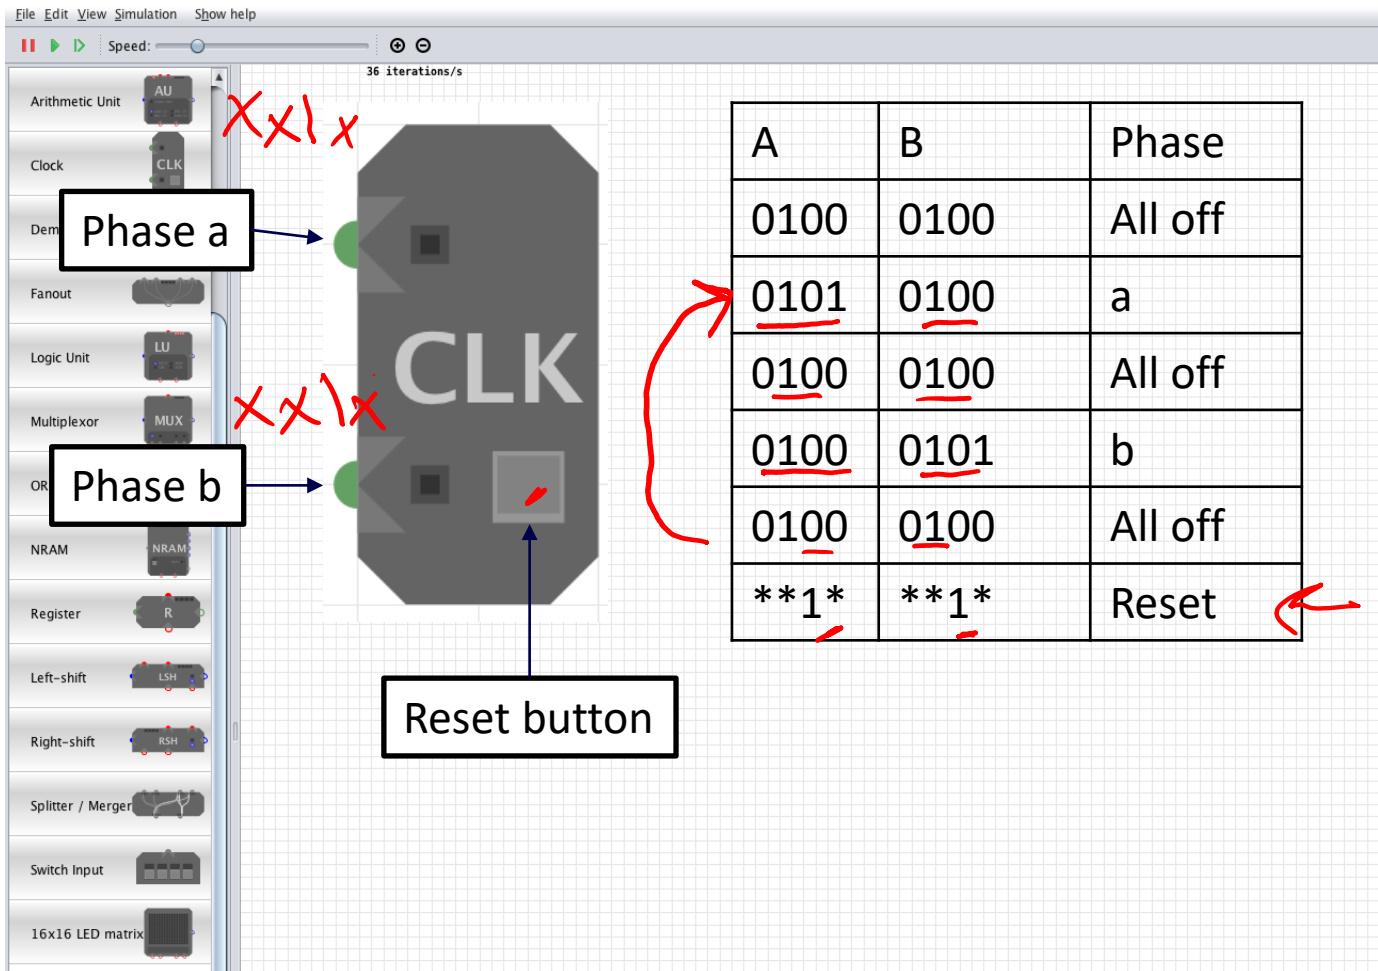 File Edit View Simulation Show help
Speed:
36 iterations/s
Arithmetic Unit AU
Clock CLK
Dem
Fanout
Logic Unit LU
Multiplexor MUX
OR
NRAM NRAM
Register R
Left-shift LSH
Right-shift RSH
Splitter / Merger
Switch Input
16x16 LED matrix
XX1X
Phase a
CLK
XX1X
Phase b
Reset button
A B Phase
0100 0100 All off
0101 0100 a
0100 0100 All off
0100 0101 b
0100 0100 All off
**1* **1* Reset